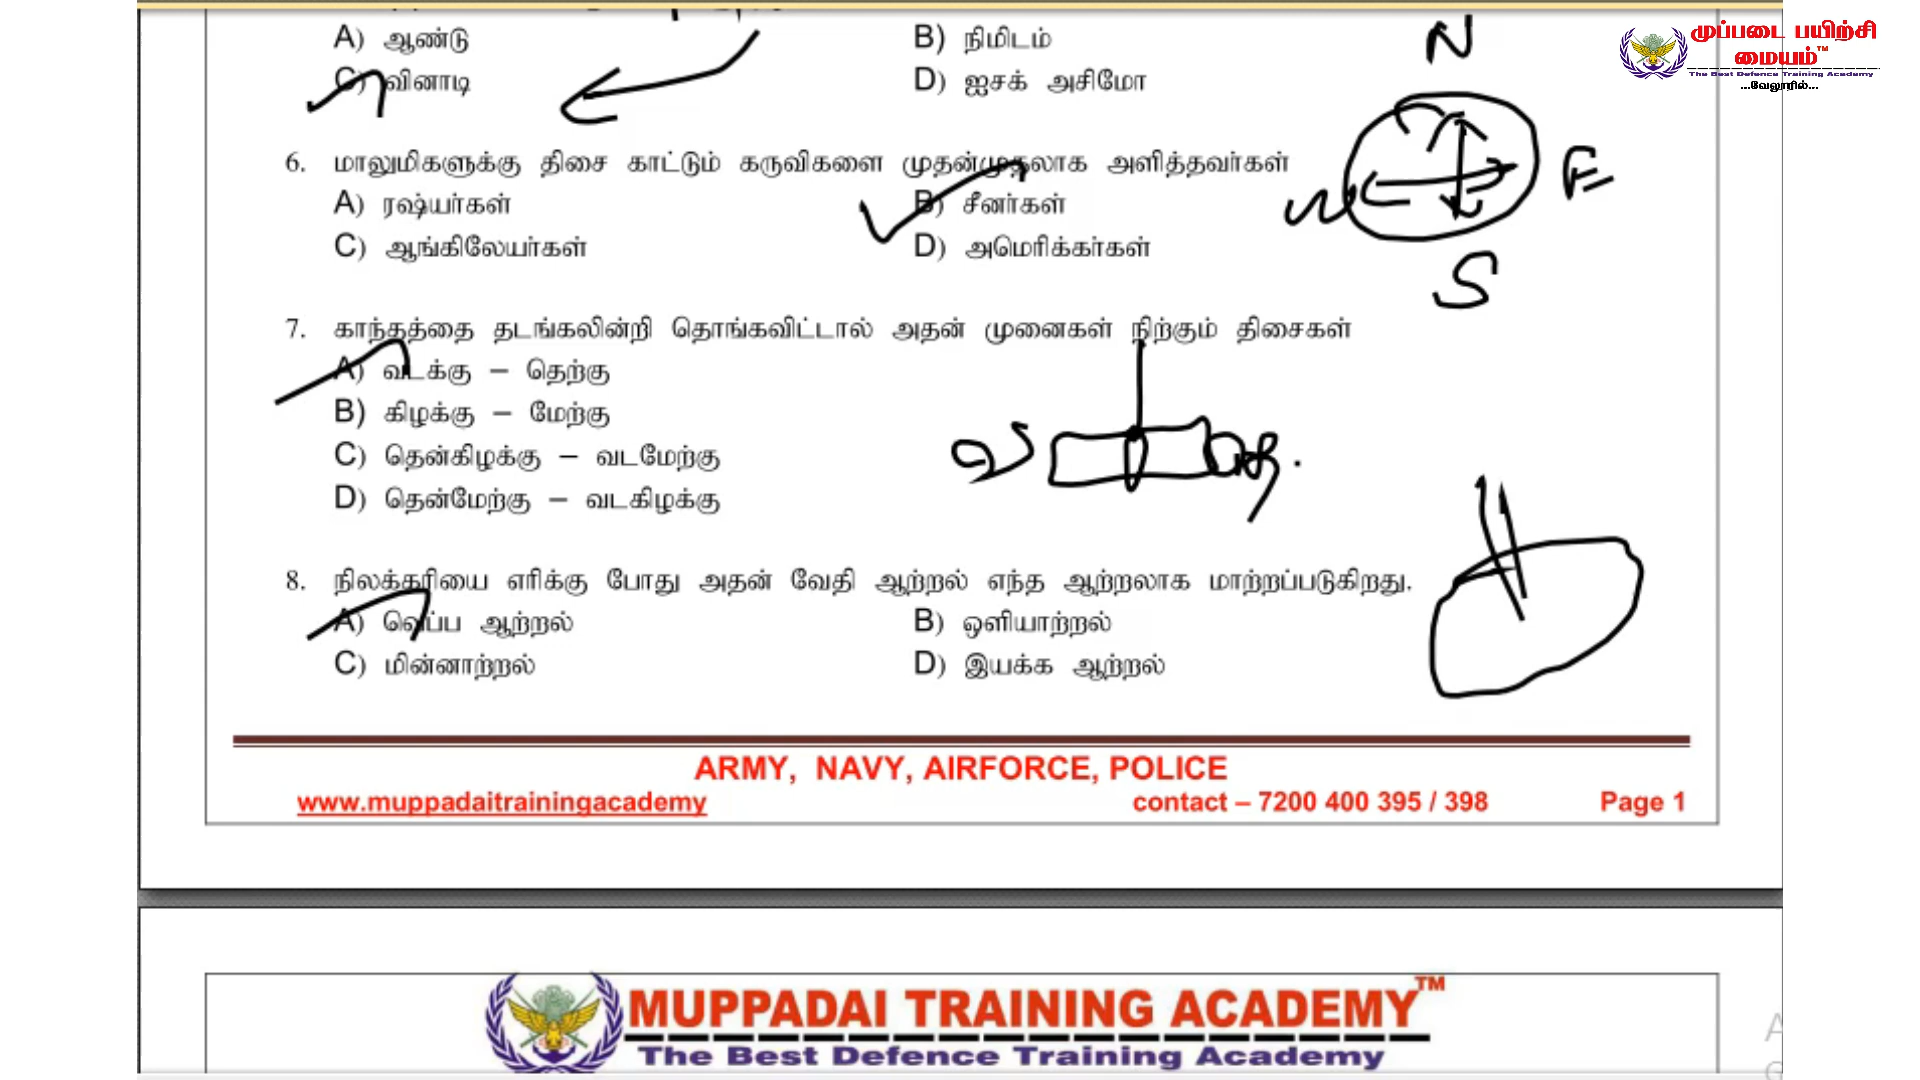 முப்படை பயிற்சி
மையம்™
The Best Defence Training Academy
...வேலூரில்...
A) ஆண்டு B) நிமிடம்
C) வினாடி D) ஐசக் அசிமோ
N
E
W
S
6. மாலுமிகளுக்கு திசை காட்டும் கருவிகளை முதன்முதலாக அளித்தவர்கள்
A) ரஷ்யர்கள் B) சீனர்கள்
C) ஆங்கிலேயர்கள் D) அமெரிக்கர்கள்
7. காந்தத்தை தடங்கலின்றி தொங்கவிட்டால் அதன் முனைகள் நிற்கும் திசைகள்
A) வடக்கு – தெற்கு
B) கிழக்கு – மேற்கு
C) தென்கிழக்கு – வடமேற்கு
D) தென்மேற்கு – வடகிழக்கு
வ
8. நிலக்கரியை எரிக்கு போது அதன் வேதி ஆற்றல் எந்த ஆற்றலாக மாற்றப்படுகிறது.
A) வெப்ப ஆற்றல் B) ஒளியாற்றல்
C) மின்னாற்றல் D) இயக்க ஆற்றல்
ARMY, NAVY, AIRFORCE, POLICE
www.muppadaitrainingacademy contact – 7200 400 395 / 398 Page 1
MUPPADAI TRAINING ACADEMY™
The Best Defence Training Academy